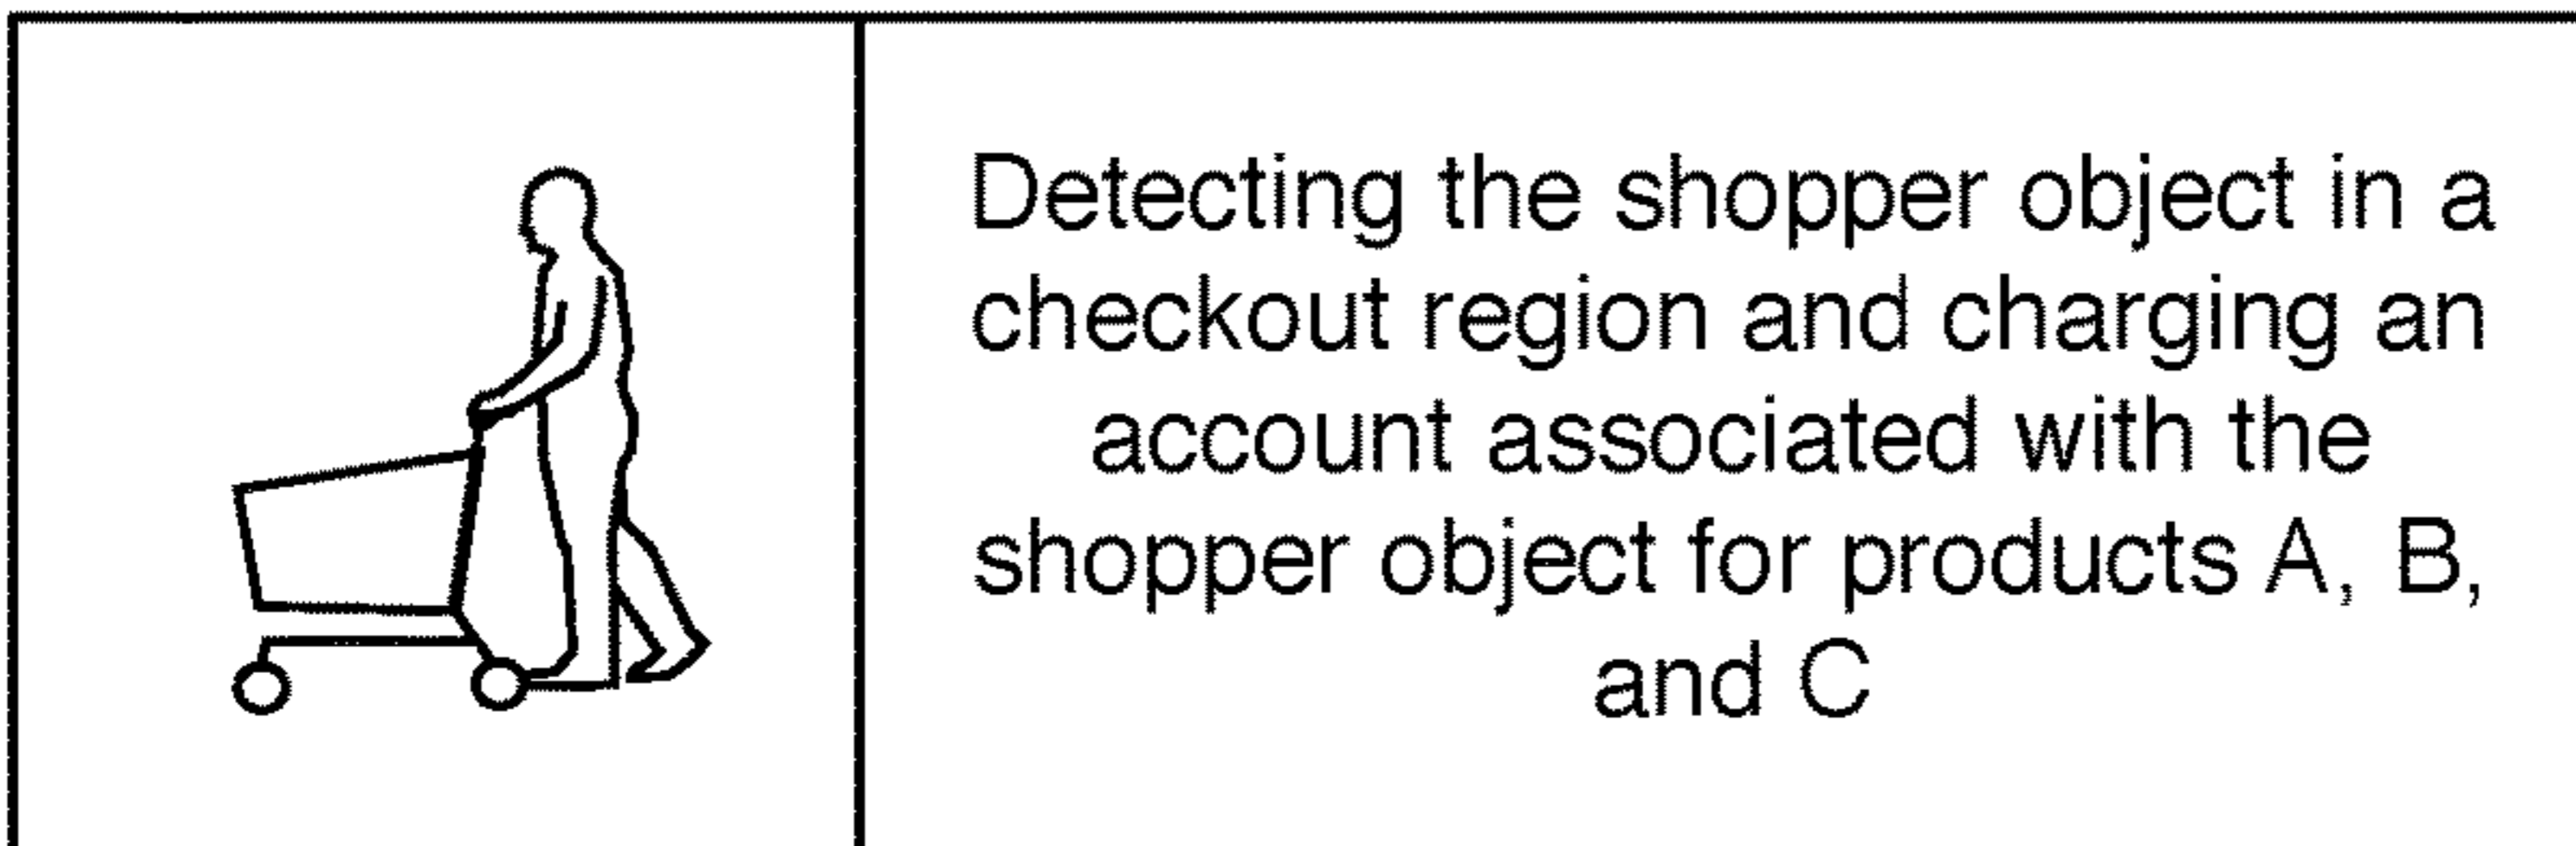 Detecting the shopper object in a
checkout region and charging an
account associated with the
shopper object for products A, B,
and C